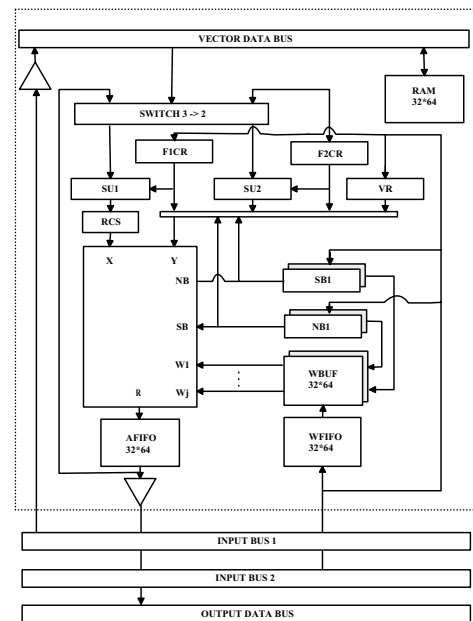 VECTOR DATA BUS
RAM
32*64
SWITCH 3 -> 2
F1CR
F2CR
SU1
SU2
VR
RCS
X
Y
NB
SB1
SB
NB1
W1
WBUF
32*64
Wj
R
AFIFO
32*64
WFIFO
32*64
INPUT BUS 1
INPUT BUS 2
OUTPUT DATA BUS